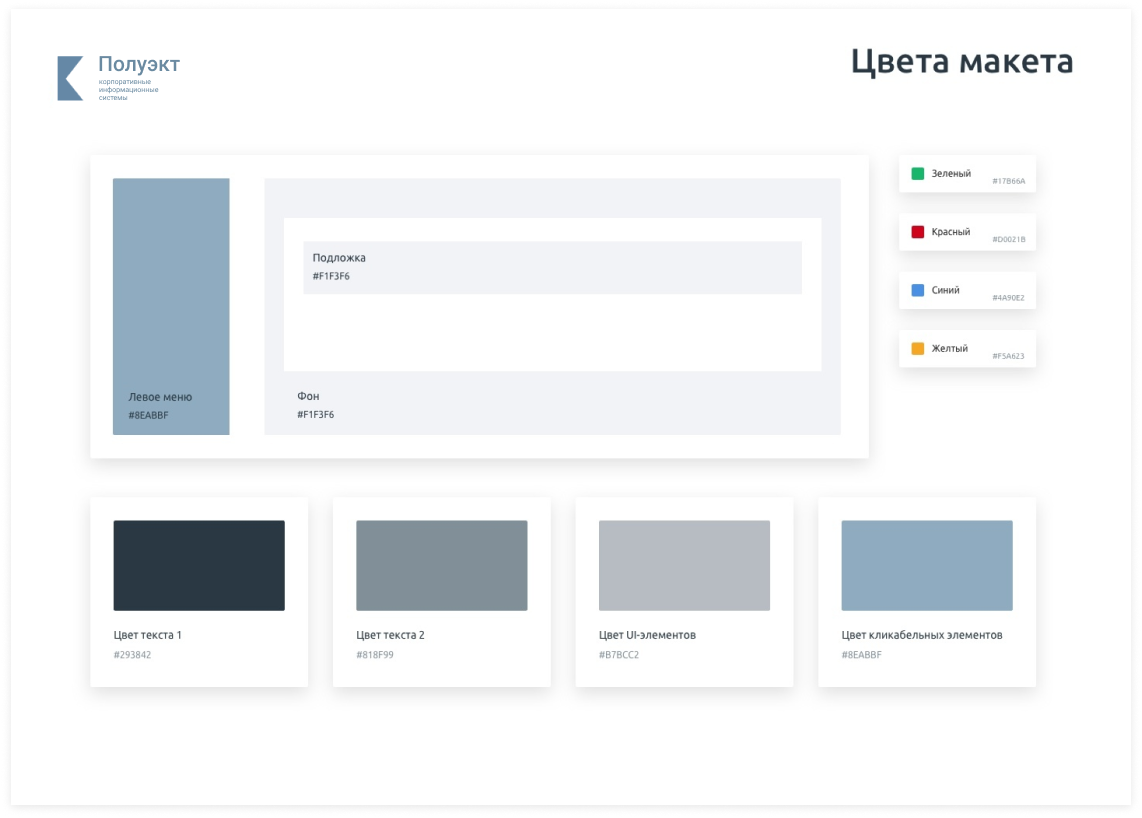 Полуэкт
корпоративные
информационные
системы
Цвета макета
Подложка
#F1F3F6
Левое меню
#8EABBF
Фон
#F1F3F6
Зеленый
#17B66A
Красный
#D0021B
Синий
#4A90E2
Желтый
#F5A623
Цвет текста 1
#293842
Цвет текста 2
#818F99
Цвет UI-элементов
#B7BCC2
Цвет кликабельных элементов
#8EABBF